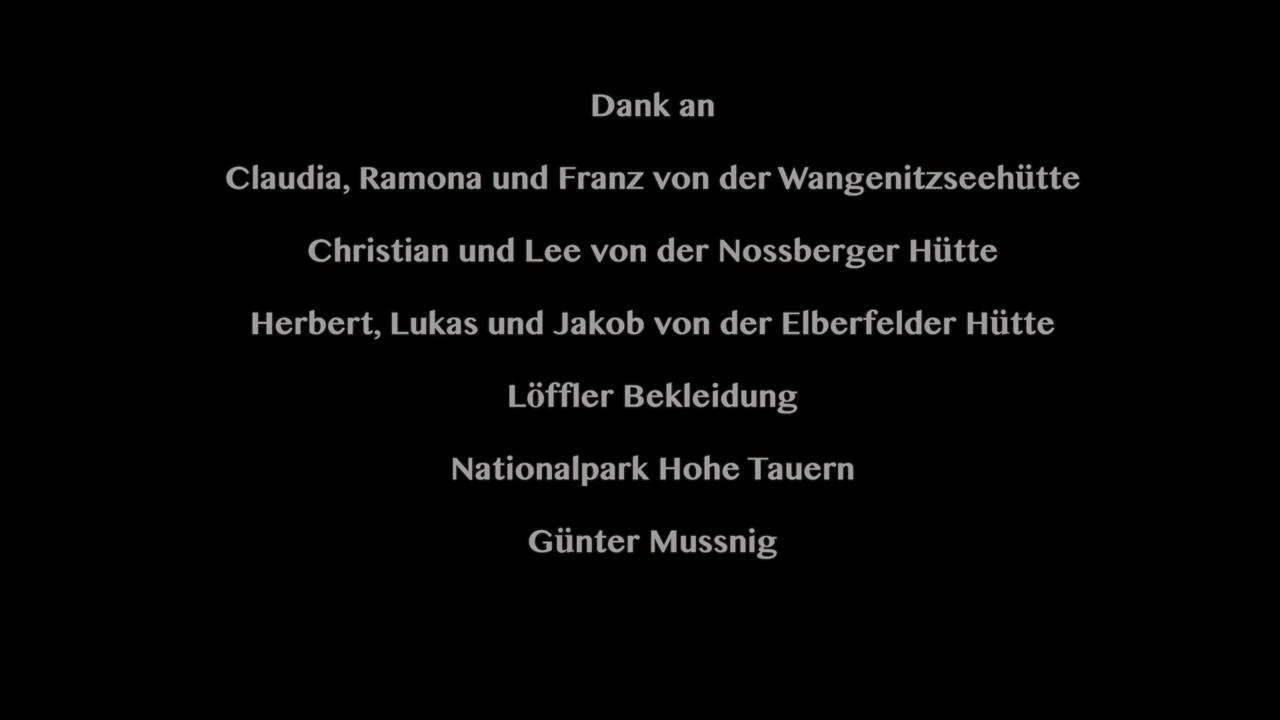 Dank an
Claudia, Ramona und Franz von der Wangenitzseehütte
Christian und Lee von der Nossberger Hütte
Herbert, Lukas und Jakob von der Elberfelder Hütte
Löffler Bekleidung
Nationalpark Hohe Tauern
Günter Mussnig